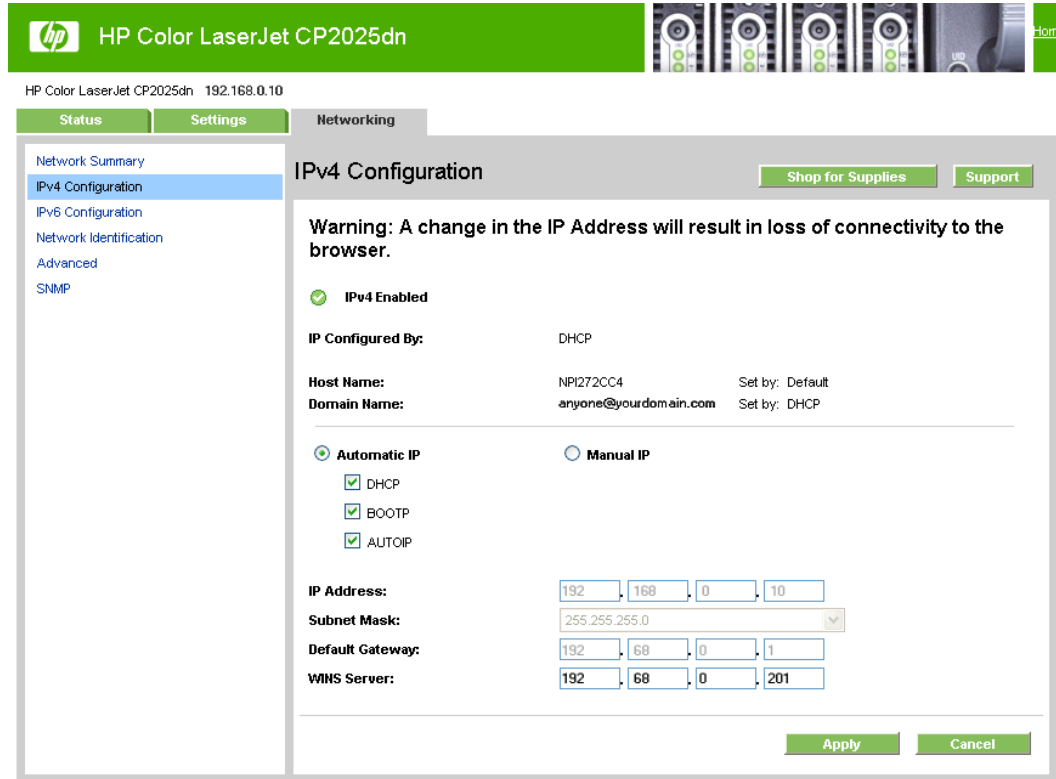 hp HP Color LaserJet CP2025dn
UID
HP Color LaserJet CP2025dn 192.168.0.10
Status Settings Networking
Network Summary
IPv4 Configuration
IPv6 Configuration
Network Identification
Advanced
SNMP
IPv4 Configuration
Shop for Supplies Support
Warning: A change in the IP Address will result in loss of connectivity to the
browser.
IPv4 Enabled
IP Configured By: DHCP
Host Name: NPI272CC4 Set by: Default
Domain Name: anyone@yourdomain.com Set by: DHCP
Automatic IP Manual IP
DHCP
BOOTP
AUTOIP
IP Address: 192 . 168 . 0 . 10
Subnet Mask: 255.255.255.0
Default Gateway: 192 . 68 . 0 . 1
WINS Server: 192 . 68 . 0 . 201
Apply Cancel